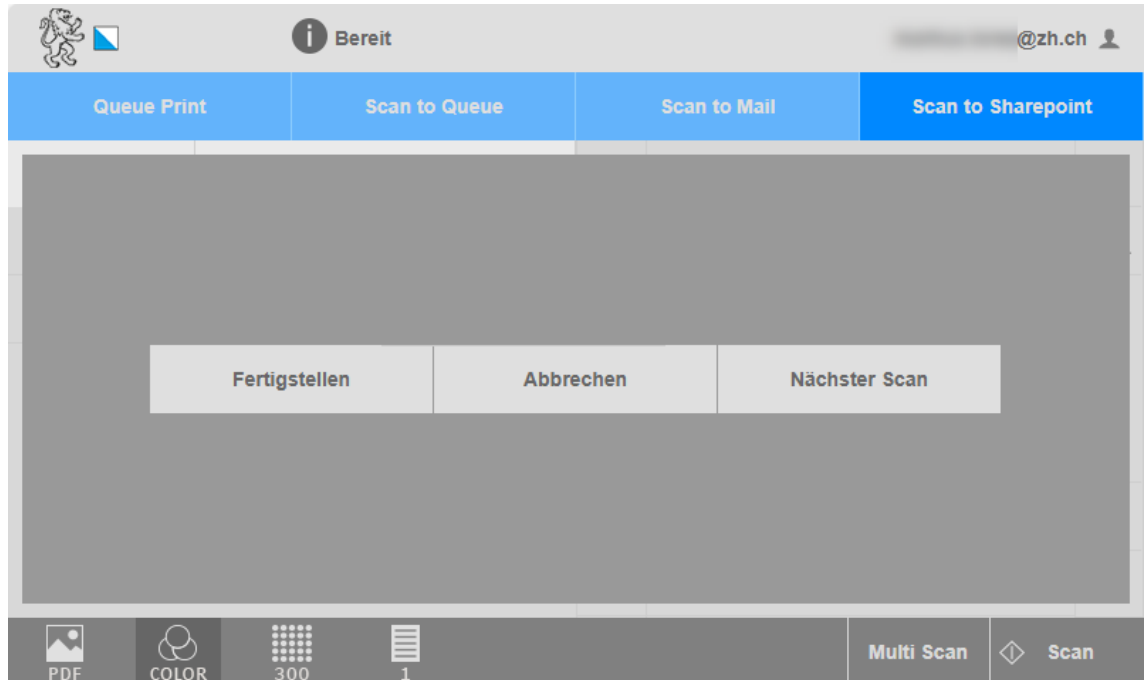 Bereit
@zh.ch
Queue Print
Scan to Queue
Scan to Mail
Scan to Sharepoint
Fertigstellen
Abbrechen
Nächster Scan
PDF
COLOR
300
1
Multi Scan
Scan